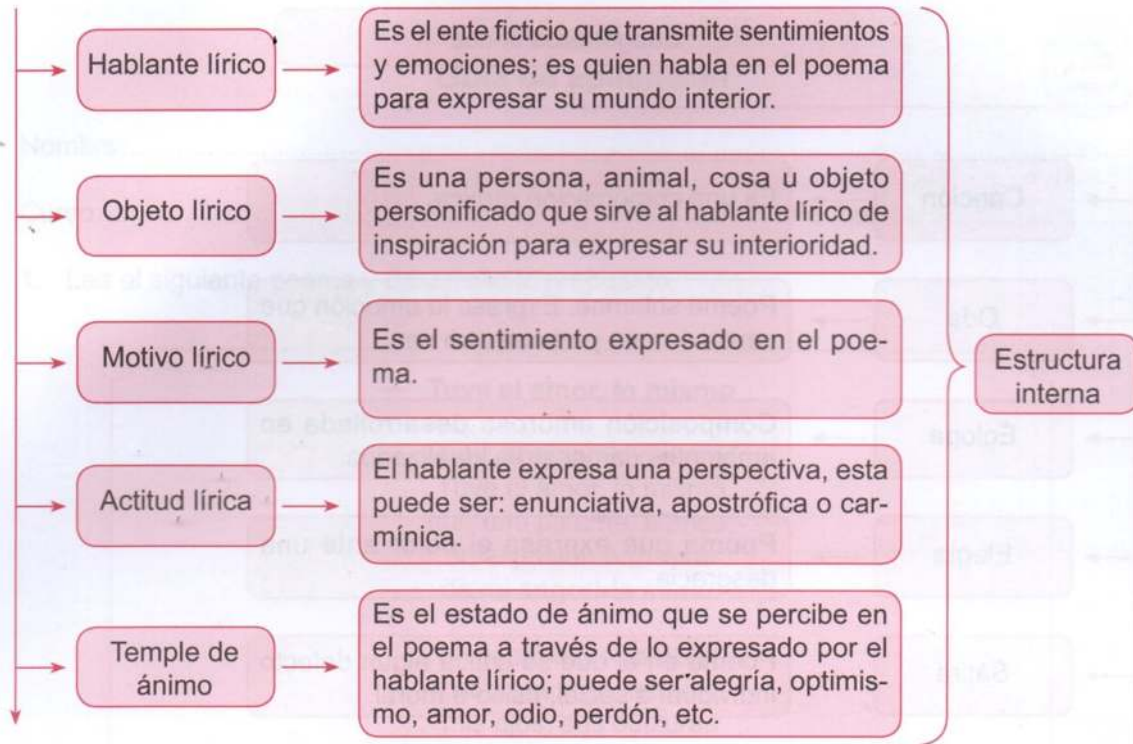 Hablante lírico
Es el ente ficticio que transmite sentimientos
y emociones; es quien habla en el poema
para expresar su mundo interior.
Objeto lírico
Es una persona, animal, cosa u objeto
personificado que sirve al hablante lírico de
inspiración para expresar su interioridad.
Motivo lírico
Es el sentimiento expresado en el poe-
ma.
Actitud lírica
El hablante expresa una perspectiva, esta
puede ser: enunciativa, apostrófica o car-
mínica.
Temple de
ánimo
Es el estado de ánimo que se percibe en
el poema a través de lo expresado por el
hablante lírico; puede ser alegría, optimis-
mo, amor, odio, perdón, etc.
Estructura
interna